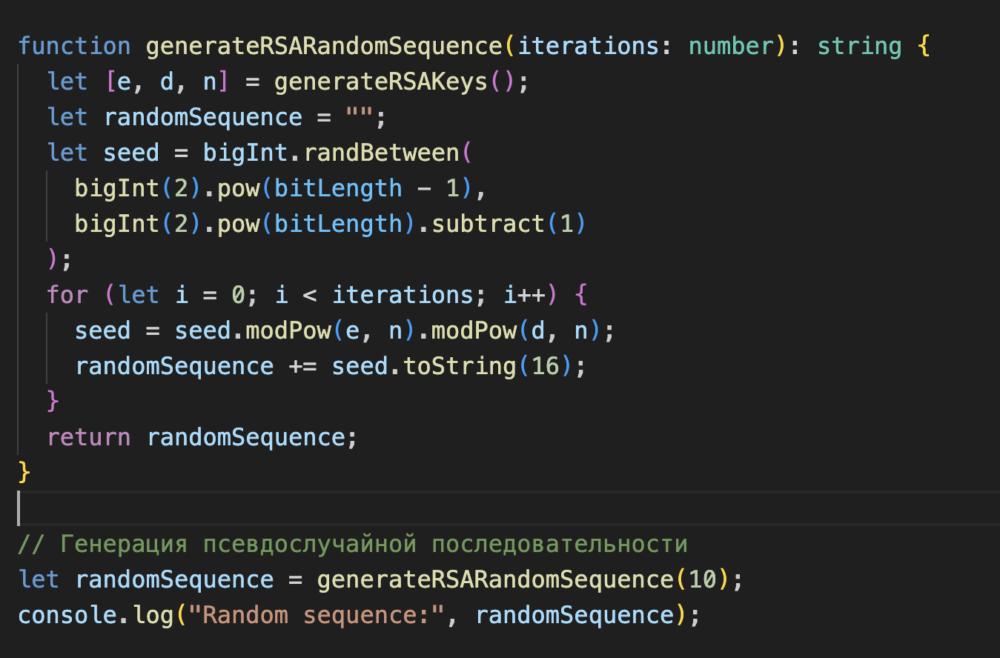 function generateRSARandomSequence(iterations: number): string {
let [e, d, n] = generateRSAKeys();
let randomSequence = "";
let seed = bigInt.randBetween(
bigInt(2).pow(bitLength - 1),
bigInt(2).pow(bitLength).subtract(1)
);
for (let i = 0; i < iterations; i++) {
seed = seed.modPow(e, n).modPow(d, n);
randomSequence += seed.toString(16);
}
return randomSequence;
}
// Генерация псевдослучайной последовательности
let randomSequence = generateRSARandomSequence(10);
console.log("Random sequence:", randomSequence);